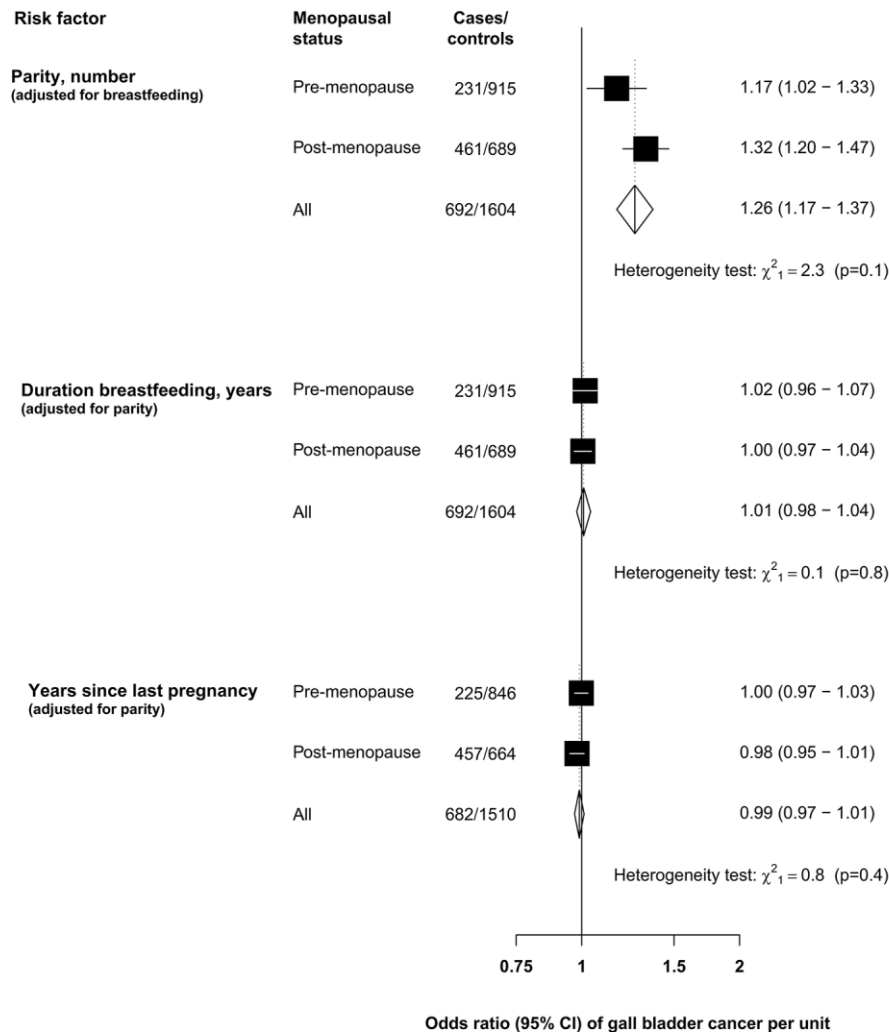 Risk factor Menopausal status Cases/ controls
Parity, number
(adjusted for breastfeeding)
Pre-menopause 231/915 1.17 (1.02 − 1.33)
Post-menopause 461/689 1.32 (1.20 − 1.47)
All 692/1604 1.26 (1.17 − 1.37)
Heterogeneity test: χ²₁ = 2.3 (p=0.1)
Duration breastfeeding, years
(adjusted for parity)
Pre-menopause 231/915 1.02 (0.96 − 1.07)
Post-menopause 461/689 1.00 (0.97 − 1.04)
All 692/1604 1.01 (0.98 − 1.04)
Heterogeneity test: χ²₁ = 0.1 (p=0.8)
Years since last pregnancy
(adjusted for parity)
Pre-menopause 225/846 1.00 (0.97 − 1.03)
Post-menopause 457/664 0.98 (0.95 − 1.01)
All 682/1510 0.99 (0.97 − 1.01)
Heterogeneity test: χ²₁ = 0.8 (p=0.4)
0.75 1 1.5 2
Odds ratio (95% CI) of gall bladder cancer per unit